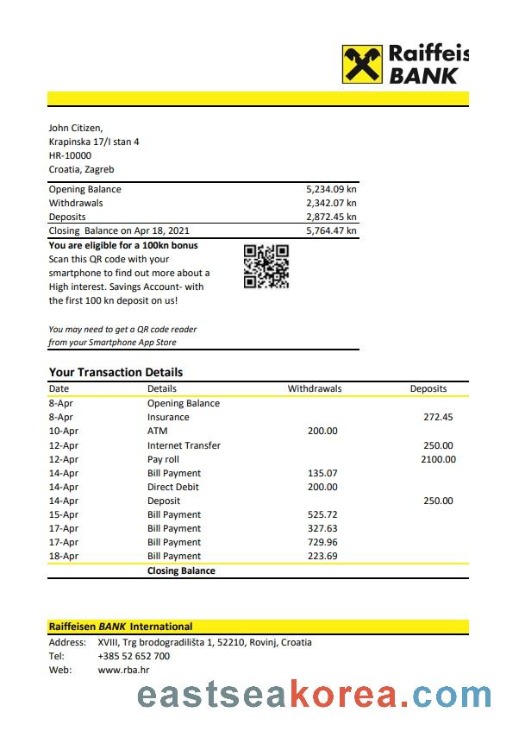 Raiffeis
BANK
John Citizen,
Krapinska 17/I stan 4
HR-10000
Croatia, Zagreb
Opening Balance 5,234.09 kn
Withdrawals 2,342.07 kn
Deposits 2,872.45 kn
Closing Balance on Apr 18, 2021 5,764.47 kn
You are eligible for a 100kn bonus
Scan this QR code with your
smartphone to find out more about a
High interest. Savings Account- with
the first 100 kn deposit on us!
You may need to get a QR code reader
from your Smartphone App Store
Your Transaction Details
Date Details Withdrawals Deposits
8-Apr Opening Balance
8-Apr Insurance 272.45
10-Apr ATM 200.00
12-Apr Internet Transfer 250.00
12-Apr Pay roll 2100.00
14-Apr Bill Payment 135.07
14-Apr Direct Debit 200.00
14-Apr Deposit 250.00
15-Apr Bill Payment 525.72
17-Apr Bill Payment 327.63
17-Apr Bill Payment 729.96
18-Apr Bill Payment 223.69
Closing Balance
Raiffeisen BANK International
Address: XVIII, Trg brodogradilišta 1, 52210, Rovinj, Croatia
Tel: +385 52 652 700
Web: www.rba.hr
eastseakorea.com